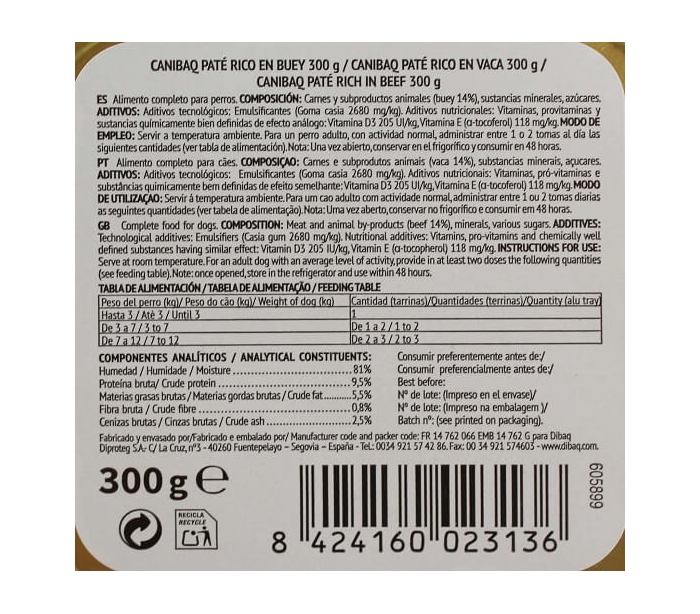 CANIBAQ PATÉ RICO EN BUEY 300 g / CANIBAQ PATÉ RICO EN VACA 300 g /
CANIBAQ PATÉ RICH IN BEEF 300 g
ES Alimento completo para perros. COMPOSICIÓN: Carnes y subproductos animales (buey 14%), sustancias minerales, azúcares.
ADITIVOS: Aditivos tecnológicos: Emulsificantes (Goma casia 2680 mg/kg). Aditivos nutricionales: Vitaminas, provitaminas y
sustancias químicamente bien definidas de efecto análogo: Vitamina D3 205 UI/kg, Vitamina E (α-tocoferol) 118 mg/kg. MODO DE
EMPLEO: Servir a temperatura ambiente. Para un perro adulto, con actividad normal, administrar entre 1 o 2 tomas al día las
siguientes cantidades (ver tabla de alimentación). Nota: Una vez abierto, conservar en el frigorífico y consumir en 48 horas.
PT Alimento completo para cães. COMPOSIÇAO: Carnes e subprodutos animais (vaca 14%), substancias minerais, açucares.
ADITIVOS: Aditivos tecnológicos: Emulsificantes (Goma casia 2680 mg/kg). Aditivos nutricionais: Vitaminas, pró-vitaminas e
substâncias quimicamente bem definidas de efeito semelhante: Vitamina D3 205 UI/kg, Vitamina E (α-tocoferol) 118 mg/kg. MODO
DE UTILIZAÇAO: Servir á temperatura ambiente. Para um cao adulto com actividade normal, administrar entre 1 ou 2 tomas diarias
as seguintes quantidades (ver tabela de alimentação). Nota: Uma vez aberto, conservar no frigorífico e consumir em 48 horas.
GB Complete food for dogs. COMPOSITION: Meat and animal by-products (beef 14%), minerals, various sugars. ADDITIVES:
Technological additives: Emulsifiers (Casia gum 2680 mg/kg). Nutritional additives: Vitamins, pro-vitamins and chemically well
defined substances having similar effect: Vitamin D3 205 IU/kg, Vitamin E (α-tocopherol) 118 mg/kg. INSTRUCTIONS FOR USE:
Serve at room temperature. For an adult dog with an average level of activity, provide in at least two doses the following quantities
(see feeding table). Note: once opened, store in the refrigerator and use within 48 hours.
TABLA DE ALIMENTACIÓN / TABELA DE ALIMENTAÇÃO / FEEDING TABLE
Peso del perro (kg)/ Peso do cão (kg)/ Weight of dog (kg) Cantidad (tarrinas)/Quantidades (terrinas)/Quantity (alu tray)
Hasta 3 / Atè 3 / Until 3 1
De 3 a 7 / 3 to 7 De 1 a 2 / 1 to 2
De 7 a 12 / 7 to 12 De 2 a 3 / 2 to 3
COMPONENTES ANALÍTICOS / ANALYTICAL CONSTITUENTS:
Humedad / Humidade / Moisture ........................81%
Proteína bruta/ Crude protein ...........................9,5%
Materias grasas brutas / Materias gordas brutas / Crude fat........5,5%
Fibra bruta / Crude fibre ................................0,8%
Cenizas brutas / Cinzas brutas / Crude ash ...............2,5%
Consumir preferentemente antes de:/
Consumir preferencialmente antes de:/
Best before:
Nº de lote: (Impreso en el envase)/
Nº de lote: (Impreso na embalagem )/
Batch nº: (see printed on packaging).
Fabricado y envasado por/Fabricado e embalado por/ Manufacturer code and packer code: FR 14 762 066 EMB 14 762 G para Dibaq
Diproteg S.A.- C/ La Cruz, nº3 - 40260 Fuentepelayo – Segovia – España - Tel.: 0034 921 57 42 86. Fax: 00 34 921 574603 - www.dibaq.com.
300 g ℮
RECICLA
RECYCLE
8 424160 023136
605899